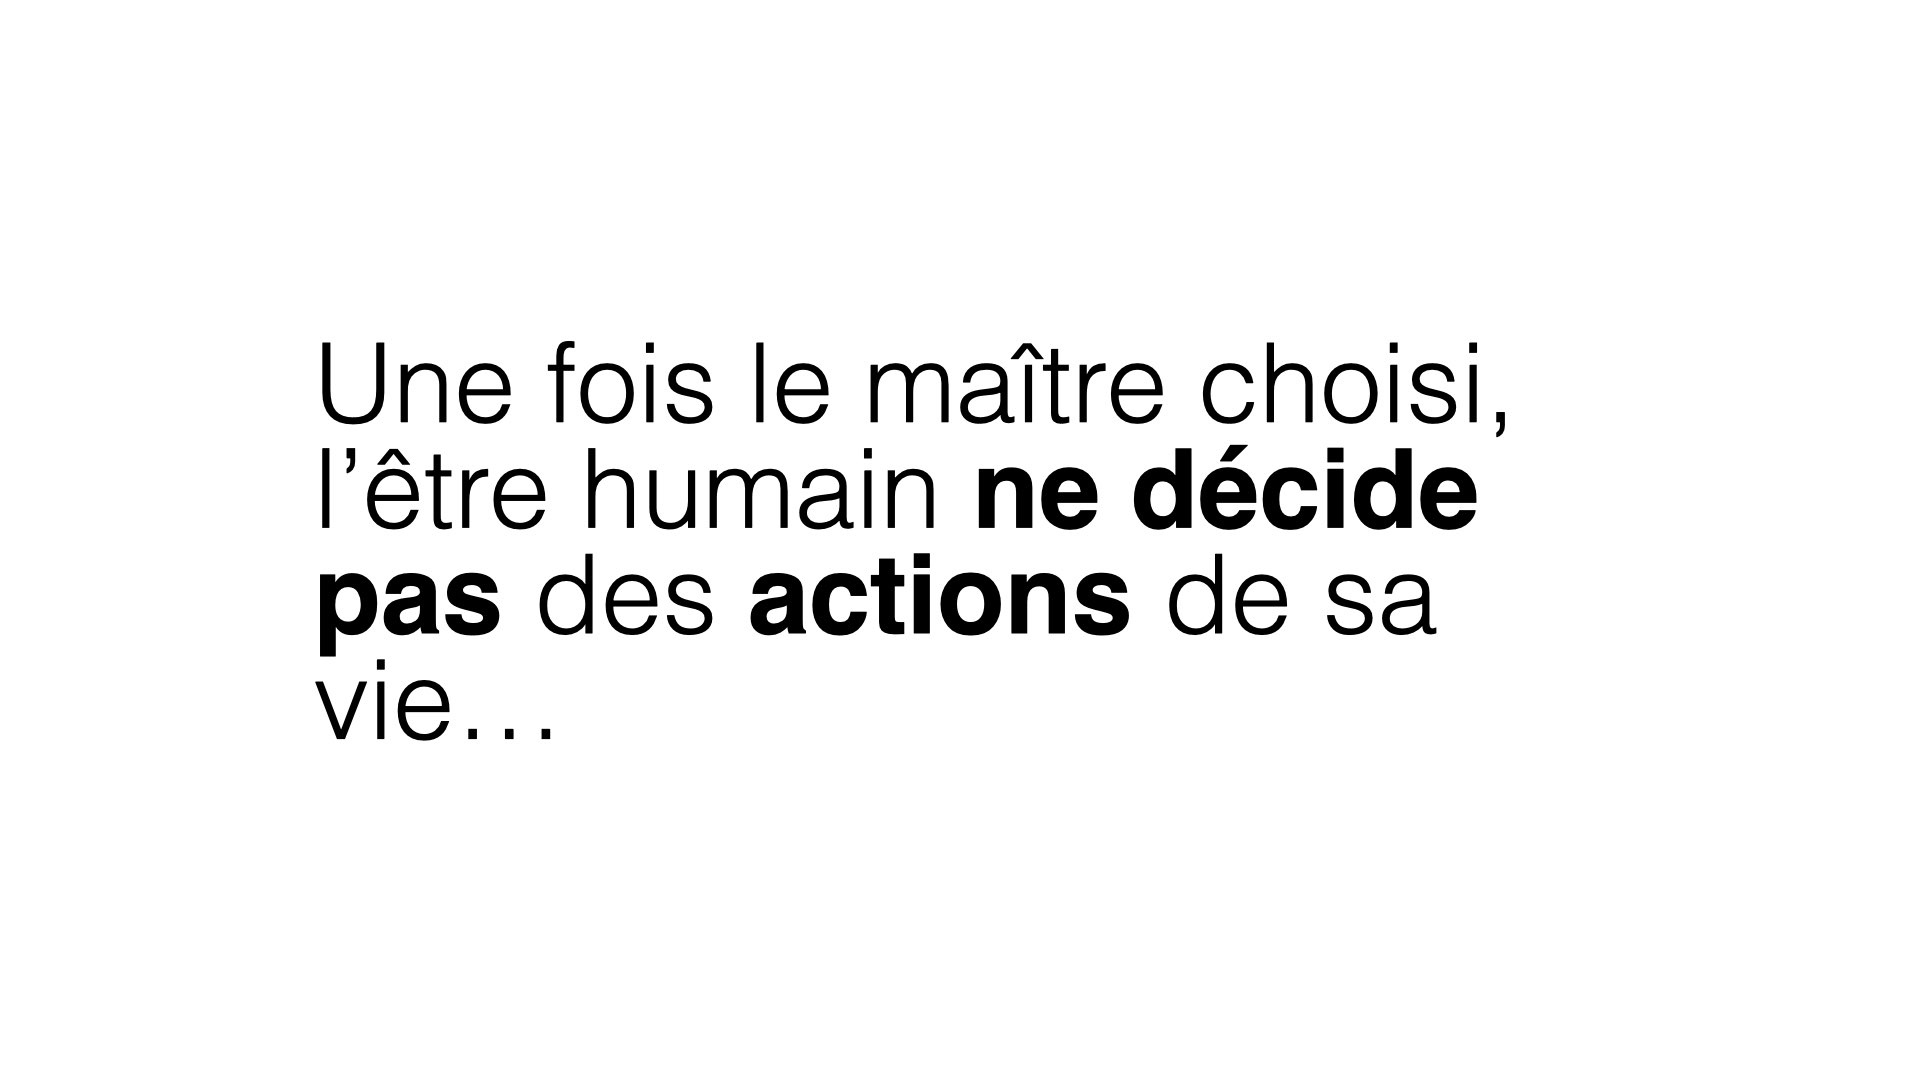 Une fois le maître choisi,
l’être humain ne décide
pas des actions de sa
vie…